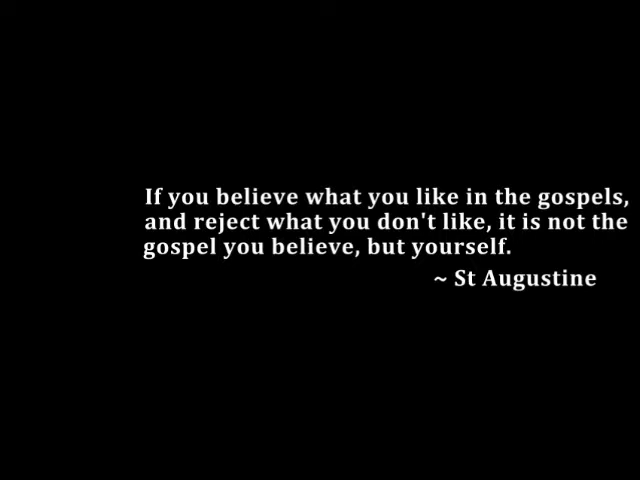 If you believe what you like in the gospels,
and reject what you don't like, it is not the
gospel you believe, but yourself.
~ St Augustine